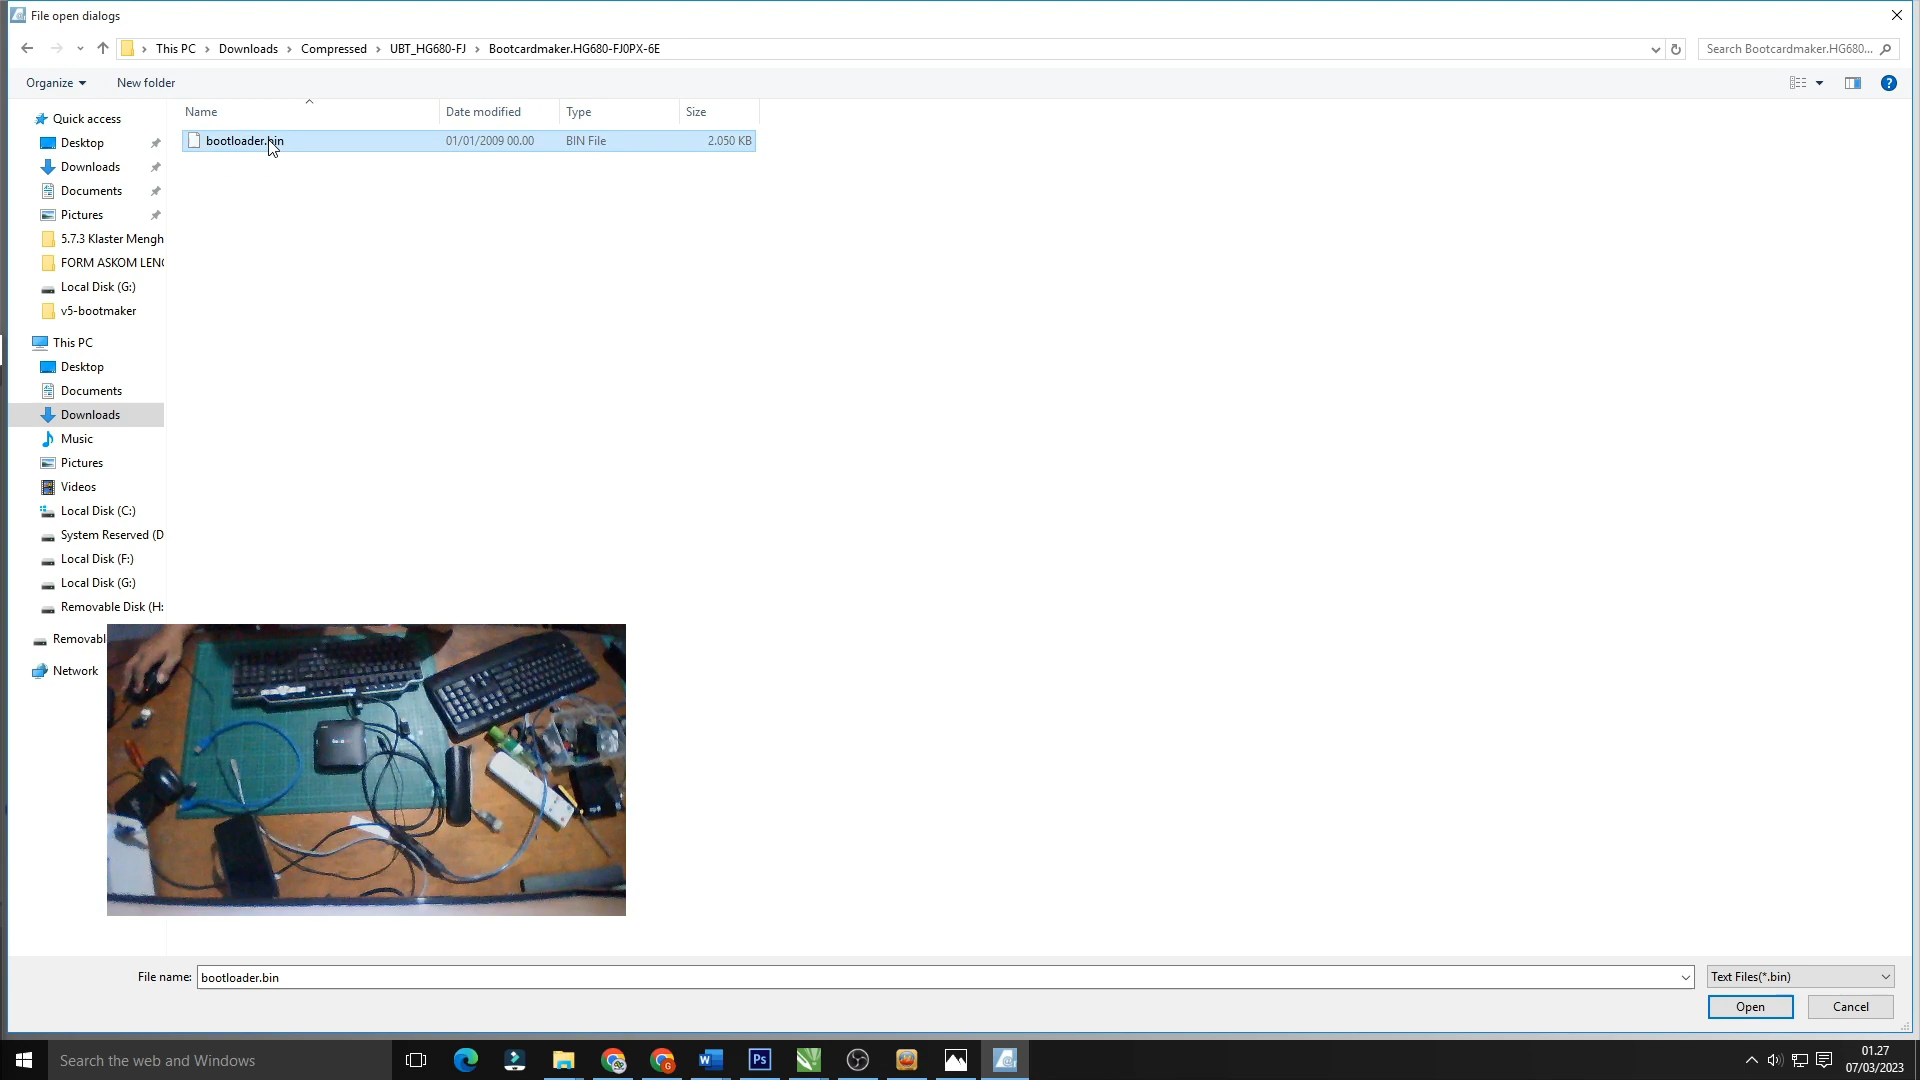 File open dialogs
This PC
Downloads
Compressed
UBT_HG680-FJ
Bootcardmaker.HG680-FJ0PX-6E
Search Bootcardmaker.HG680...
Organize
New folder
Name
Date modified
Type
Size
bootloader.bin
01/01/2009 00.00
BIN File
2.050 KB
Quick access
Desktop
Downloads
Documents
Pictures
5.7.3 Klaster Mengh
FORM ASKOM LENG
Local Disk (G:)
v5-bootmaker
This PC
Desktop
Documents
Downloads
Music
Pictures
Videos
Local Disk (C:)
System Reserved (D
Local Disk (F:)
Local Disk (G:)
Removable Disk (H:
Removabl
Network
File name:
bootloader.bin
Text Files(*.bin)
Open
Cancel
Search the web and Windows
01.27
07/03/2023